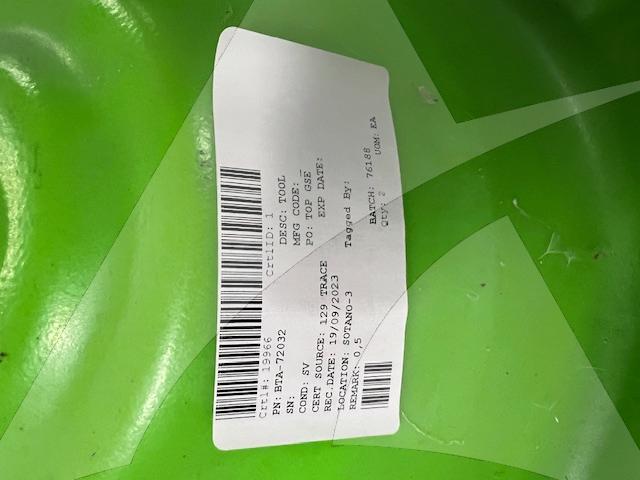 Crtl#: 19966 CrtlID: 1
PN: BTA-72032 DESC: TOOL
SN: MFG CODE: _
COND: SV PO: TOP GSE
CERT SOURCE: 129 TRACE EXP DATE:
REC.DATE: 19/09/2023
LOCATION: SOTANO-3 Tagged By:
REMARK: 0,5
BATCH: 76188
Qty: 2 UOM: EA